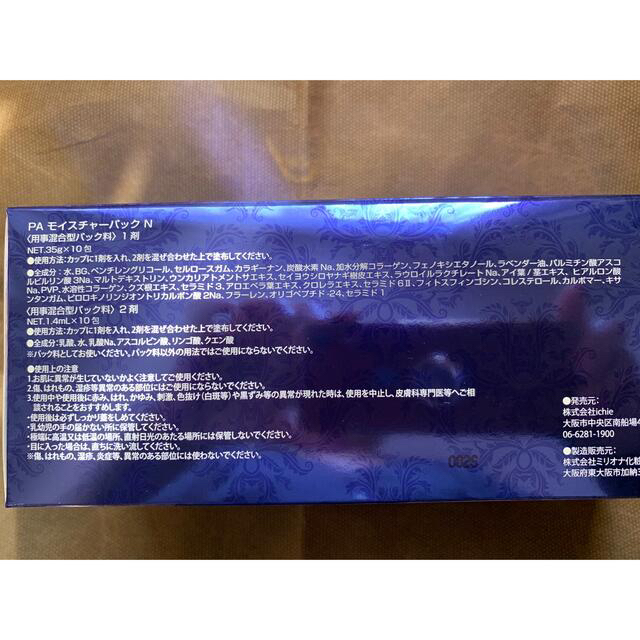 PA モイスチャーパック N
〈用事混合型パック料〉1剤
NET.35g×10包
●使用方法:カップに1剤を入れ、2剤を混ぜ合わせた上で塗布してください。
●全成分:水、BG、ペンチレングリコール、セルロースガム、カラギーナン、炭酸水素Na、加水分解コラーゲン、フェノキシエタノール、ラベンダー油、パルミチン酸アスコ
ルビルリン酸3Na、マルトデキストリン、ウンカリアトメントサエキス、セイヨウシロヤナギ樹皮エキス、ラウロイルラクチレートNa、アイ葉/茎エキス、ヒアルロン酸
Na、PVP、水溶性コラーゲン、クズ根エキス、セラミド3、アロエベラ葉エキス、クロレラエキス、セラミド6Ⅱ、フィトスフィンゴシン、コレステロール、カルボマー、キサ
ンタンガム、ピロロキノリンジオントリカルボン酸2Na、フラーレン、オリゴペプチド-24、セラミド1
〈用事混合型パック料〉2剤
NET.1.4mL×10包
●使用方法:カップに1剤を入れ、2剤を混ぜ合わせた上で塗布してください。
●全成分:乳酸、水、乳酸Na、アスコルビン酸、リンゴ酸、クエン酸
※パック料としてお使いください。パック料以外の用法ではご使用にならないでください。
●使用上の注意
1.お肌に異常が生じていないかよく注意してご使用ください。
2.傷、はれもの、湿疹等異常のある部位にはご使用にならないでください。
3.使用中や使用後に赤み、はれ、かゆみ、刺激、色抜け(白斑等)や黒ずみ等の異常が現れた時は、使用を中止し、皮膚科専門医等へご相
談されることをおすすめします。
・使用後は必ずしっかり蓋をしめてください。
・乳幼児の手の届かない所に保管してください。
・極端に高温又は低温の場所、直射日光のあたる場所には保管しないでください。
・目に入った場合は、直ちに洗い流してください。
※傷、はれもの、湿疹、炎症等、異常のある部位には使わないでください。
●発売元:
株式会社ichie
大阪市中央区南船場4
06-6281-1900
●製造販売元:
株式会社ミリオナ化粧
大阪府東大阪市加納3